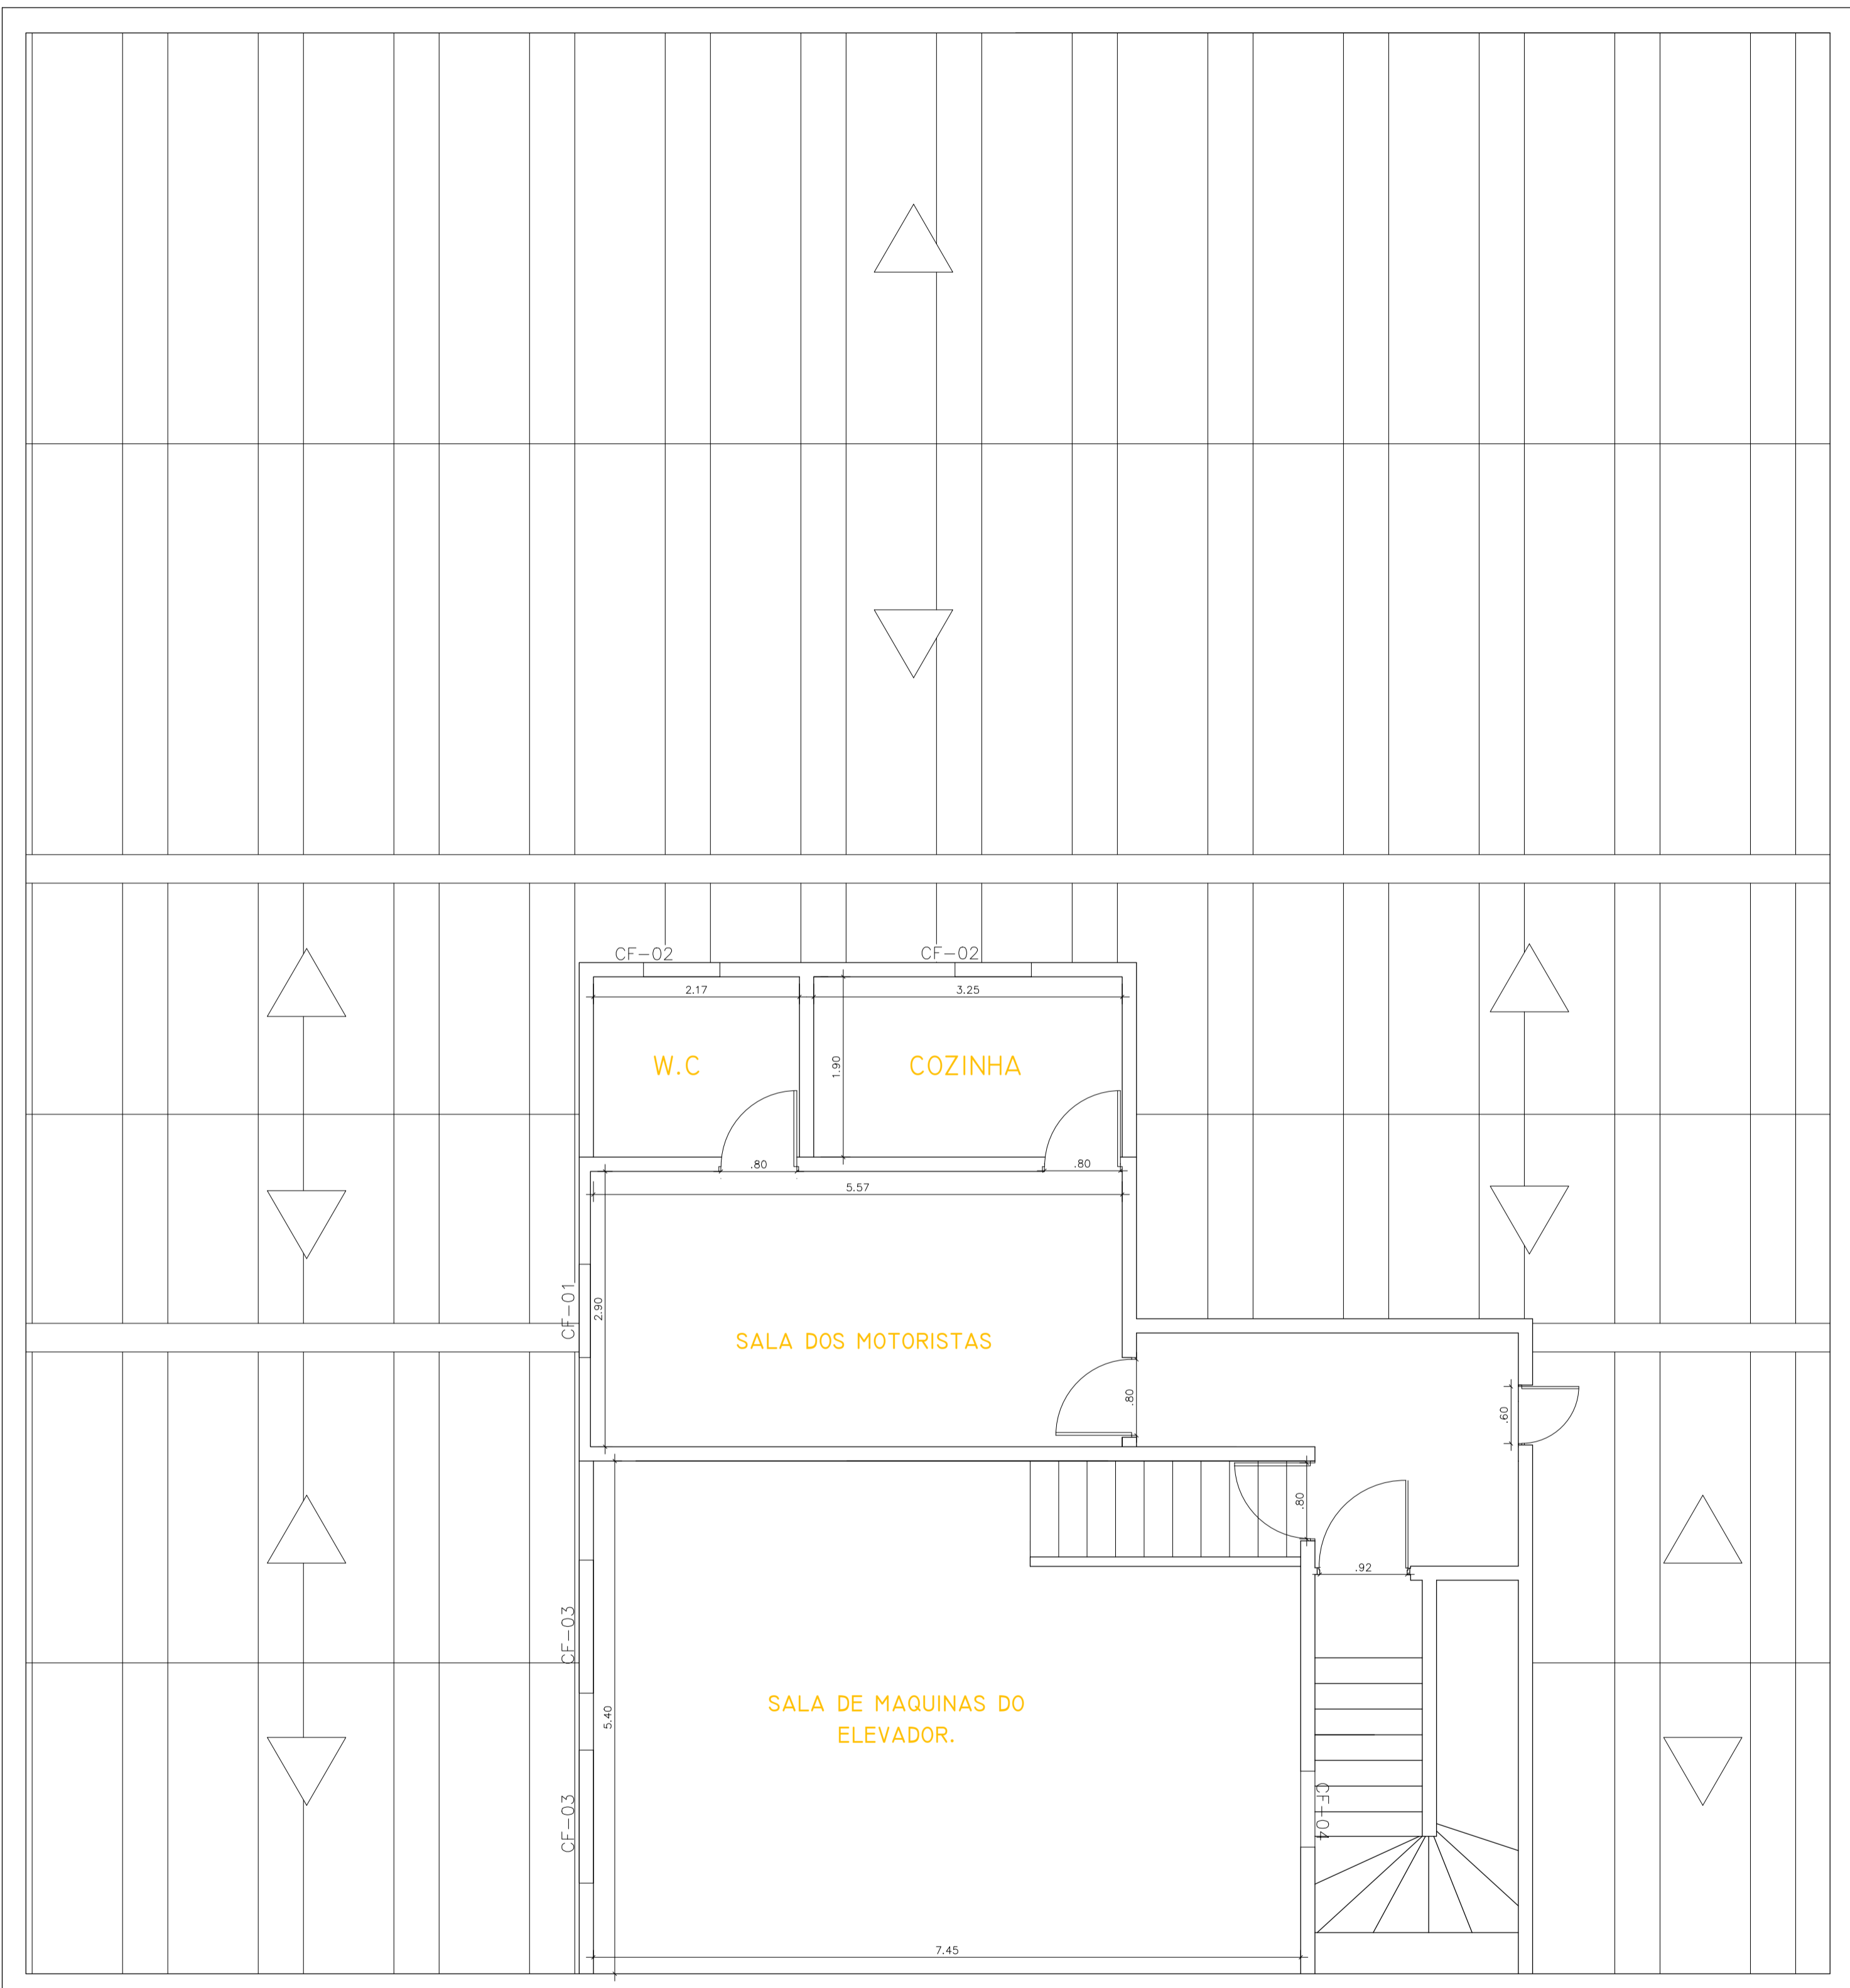 CF-02
CF-02
2.17
3.25
W.C
COZINHA
1.90
.80
.80
5.57
CF-01
2.90
SALA DOS MOTORISTAS
.80
.60
.80
.92
CF-03
SALA DE MAQUINAS DO
ELEVADOR.
5.40
CF-03
CF-04
7.45